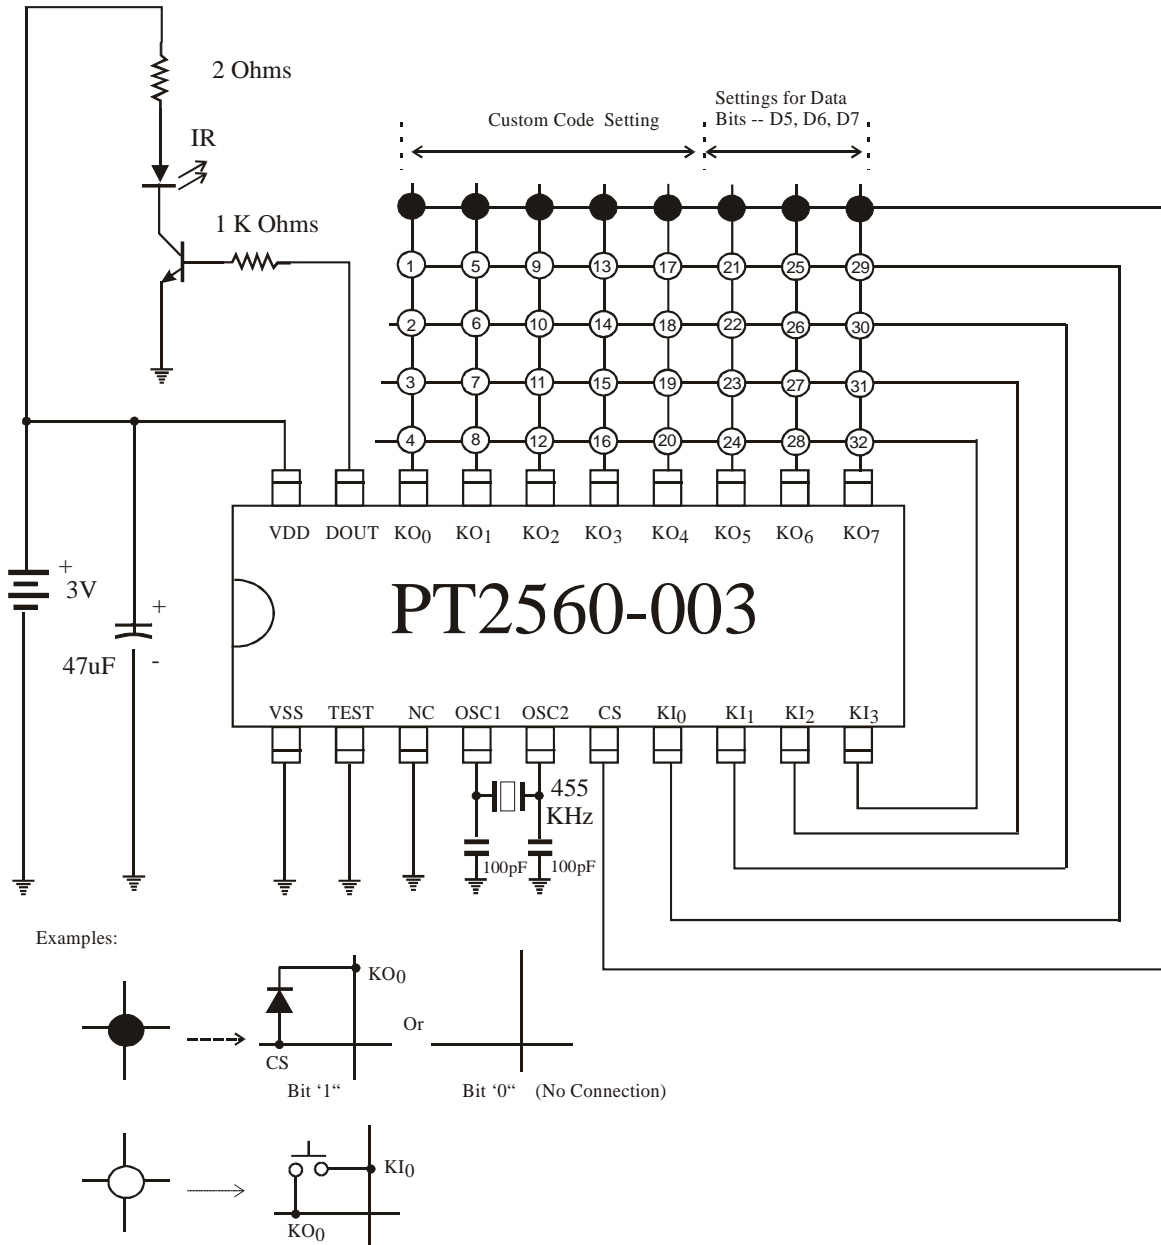 2 Ohms
Settings for Data
Bits -- D5, D6, D7
Custom Code Setting
IR
1 K Ohms
1 5 9 13 17 21 25 29
2 6 10 14 18 22 26 30
3 7 11 15 19 23 27 31
4 8 12 16 20 24 28 32
VDD DOUT KO0 KO1 KO2 KO3 KO4 KO5 KO6 KO7
+
3V
PT2560-003
+
47uF -
VSS TEST NC OSC1 OSC2 CS KI0 KI1 KI2 KI3
455
KHz
100pF 100pF
Examples:
KO0
Or
CS
Bit ‘1“ Bit ‘0“ (No Connection)
KI0
KO0